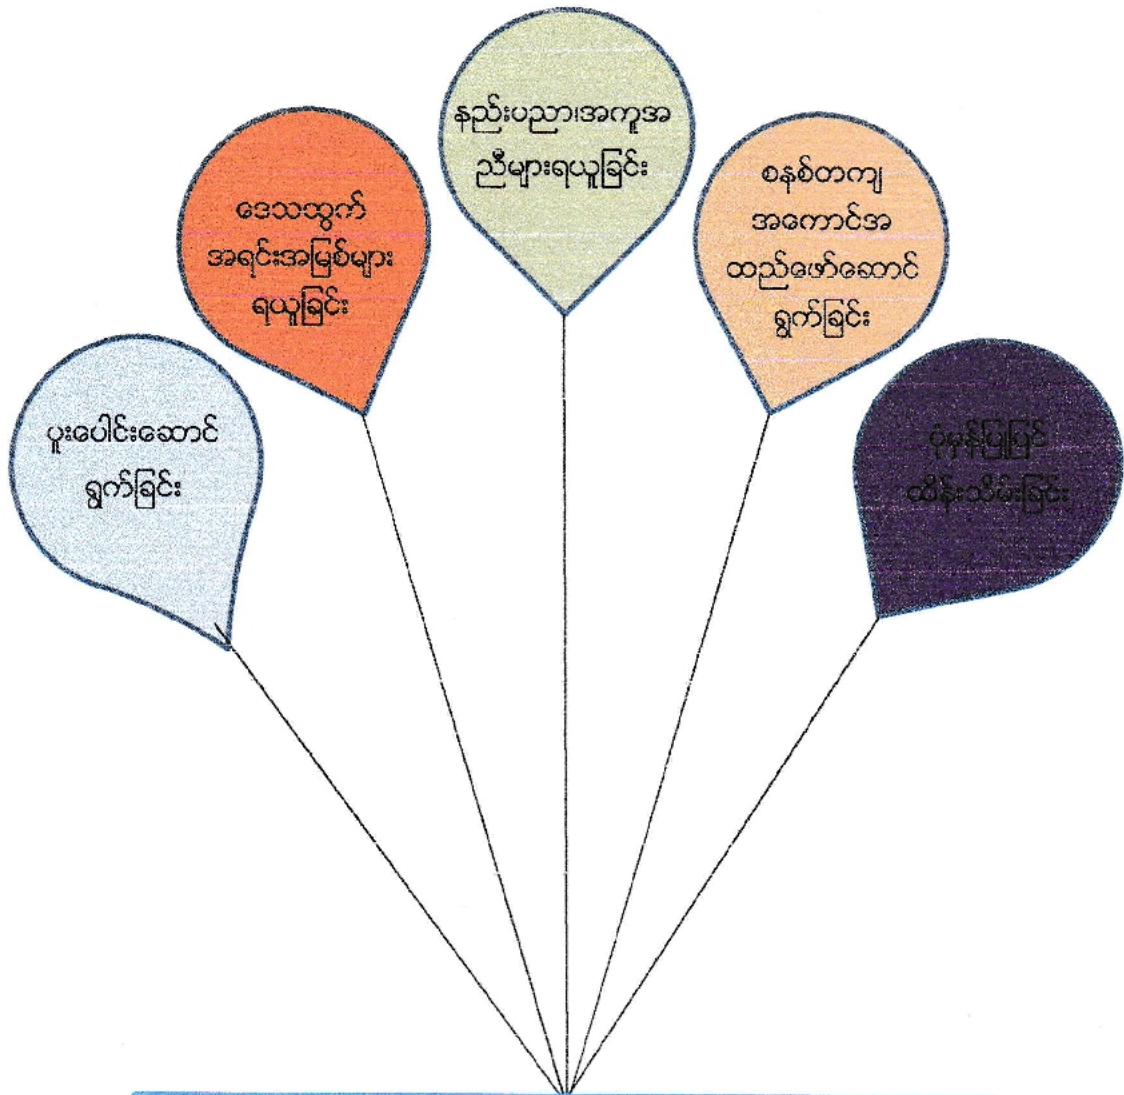 နည်းပညာ၊အကူအ
ညီများရယူခြင်း
ဒေသထွက်
အရင်းအမြစ်များ
ရယူခြင်း
စနစ်တကျ
အကောင်အ
ထည်ဖော်ဆောင်
ရွက်ခြင်း
ပူးပေါင်းဆောင်
ရွက်ခြင်း
ပုံမှန်ပြုပြင်
ထိန်းသိမ်းခြင်း